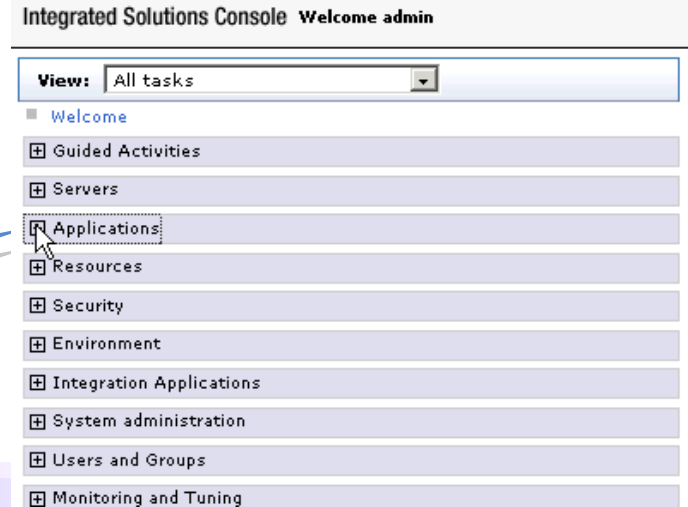 Integrated Solutions Console Welcome admin
View: All tasks
Welcome
Guided Activities
Servers
Applications
Resources
Security
Environment
Integration Applications
System administration
Users and Groups
Monitoring and Tuning